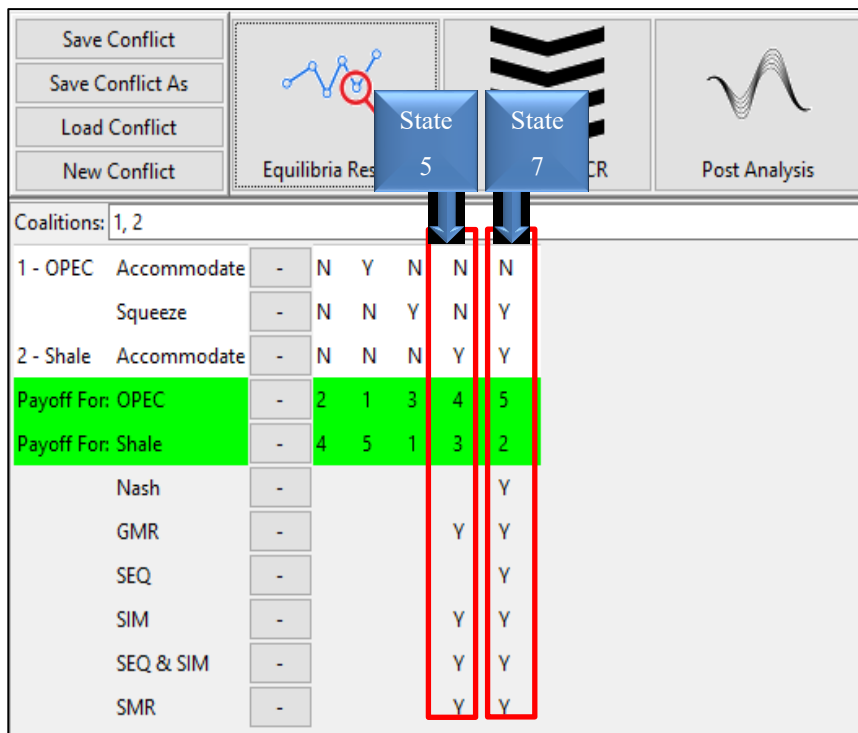 Save Conflict
Save Conflict As
Load Conflict
New Conflict
Equilibria Res
CR
Post Analysis
State
5
State
7
Coalitions: 1, 2
1 - OPEC Accommodate - N Y N N N
Squeeze - N N Y N Y
2 - Shale Accommodate - N N N Y Y
Payoff For: OPEC - 2 1 3 4 5
Payoff For: Shale - 4 5 1 3 2
Nash - Y
GMR - Y Y
SEQ - Y
SIM - Y Y
SEQ & SIM - Y Y
SMR - Y Y